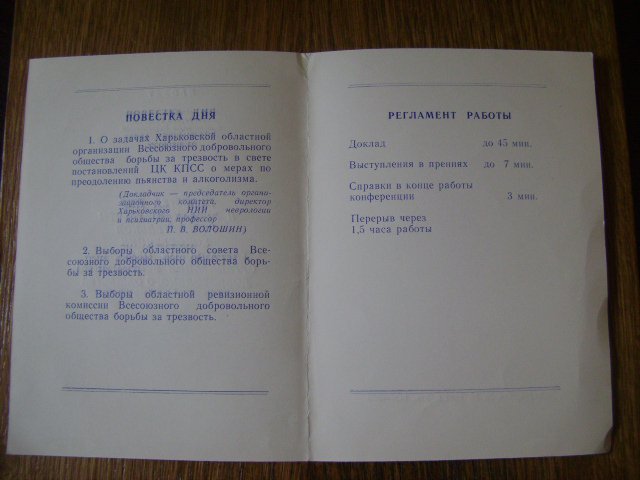 ПОВЕСТКА ДНЯ
1. О задачах Харьковской областной
организации Всесоюзного добровольного
общества борьбы за трезвость в свете
постановлений ЦК КПСС о мерах по
преодолению пьянства и алкоголизма.
(Докладчик — председатель органи-
зационного комитета, директор
Харьковского НИИ неврологии
и психиатрии, профессор
П. В. ВОЛОШИН)
2. Выборы областного совета Все-
союзного добровольного общества борь-
бы за трезвость.
3. Выборы областной ревизионной
комиссии Всесоюзного добровольного
общества борьбы за трезвость.
РЕГЛАМЕНТ РАБОТЫ
Доклад до 45 мин.
Выступления в прениях до 7 мин.
Справки в конце работы
конференции 3 мин.
Перерыв через
1,5 часа работы